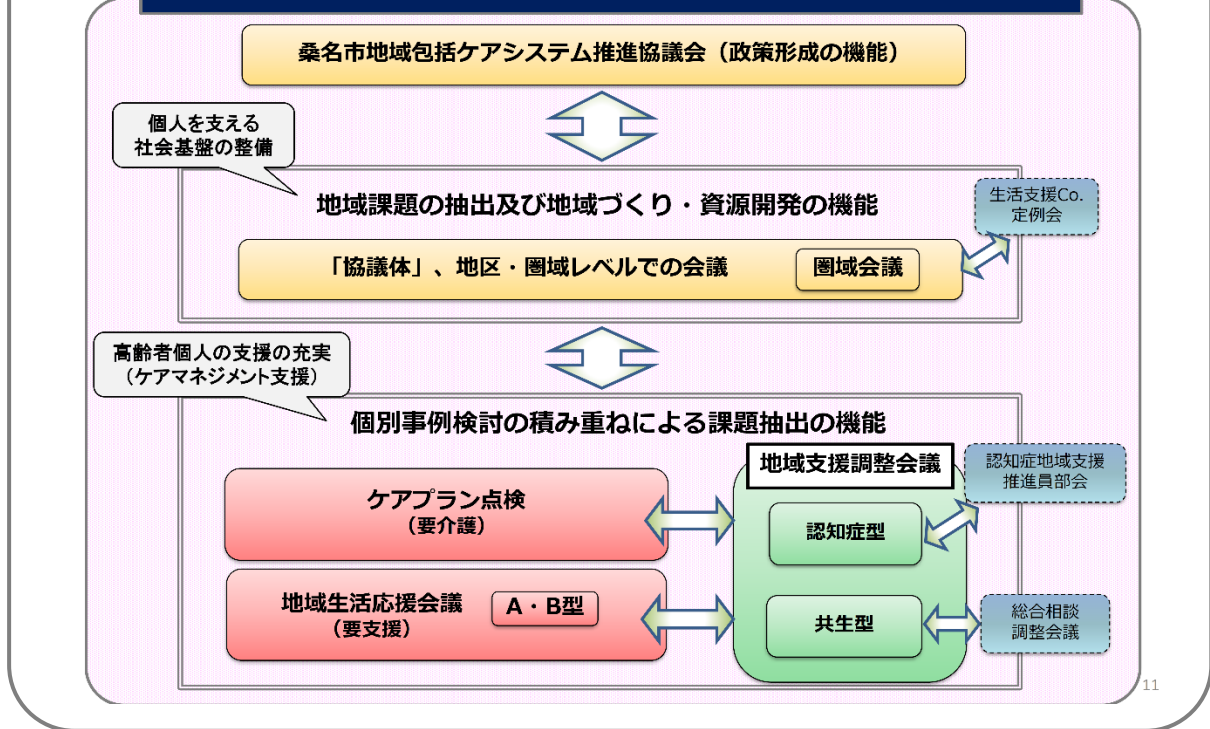 桑名市地域包括ケアシステム推進協議会（政策形成の機能）
個人を支える
社会基盤の整備
地域課題の抽出及び地域づくり・資源開発の機能
生活支援Co.
定例会
「協議体」、地区・圏域レベルでの会議
圏域会議
高齢者個人の支援の充実
（ケアマネジメント支援）
個別事例検討の積み重ねによる課題抽出の機能
地域支援調整会議
認知症地域支援
推進員部会
ケアプラン点検
（要介護）
認知症型
地域生活応援会議
（要支援）
A・B型
共生型
総合相談
調整会議
11